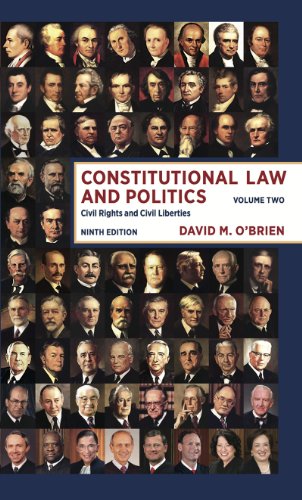 CONSTITUTIONAL LAW
AND POLITICS VOLUME TWO
Civil Rights and Civil Liberties
NINTH EDITION DAVID M. O'BRIEN